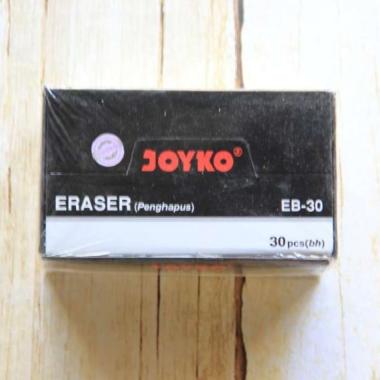 JOYKO®
ERASER (Penghapus) EB-30
30 pcs(bh)